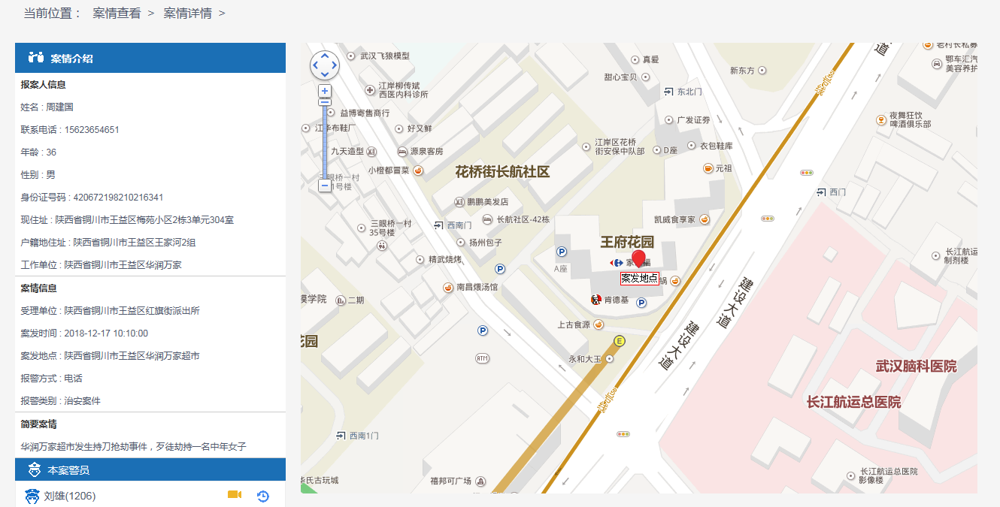 当前位置： 案情查看 > 案情详情 >
案情介绍
报案人信息
姓名 : 周建国
联系电话 : 15623654651
年龄 : 36
性别 : 男
身份证号码 : 420672198210216341
现住址 : 陕西省铜川市王益区梅苑小区2栋3单元304室
户籍地住址 : 陕西省铜川市王益区王家河2组
工作单位 : 陕西省铜川市王益区华润万家
案情信息
受理单位 : 陕西省铜川市王益区红旗街派出所
案发时间 : 2018-12-17 10:10:00
案发地点 : 陕西省铜川市王益区华润万家超市
报警方式 : 电话
报警类别 : 治安案件
简要案情
华润万家超市发生持刀抢劫事件，歹徒劫持一名中年女子
本案警员
刘雄(1206)
武汉飞狼模型
江岸柳传斌
西医内科诊所
益博寄售商行
江华布鞋厂
好又鲜
九天造型
源泉客房
小橙都冒菜
三眼桥一村
1号楼
花桥街长航社区
鹏鹏美发店
长航社区-42栋
三眼桥一村
35号楼
西南门
扬州包子
精武烧烤
P
南昌煨汤馆
模学院
二期
花园
P
ATM
西南1门
华氏古玩城
禧邦可广场
真爱
甜心宝贝
东北门
新东方
广发证券
江岸区花桥
街安保中队部
D座
衣包鞋库
元祖
凯威食享家
王府花园
P
A座
案发地点
锅
肯德基
P
上古食源
E
永和大王
建设大道
建设大道
道
老村长私募
鄂车汇汽
美容养护
夜舞狂饮
啤酒俱乐部
西门
长江航运
制剂楼
武汉脑科医院
长江航运总医院
长江航运总医院
影像楼